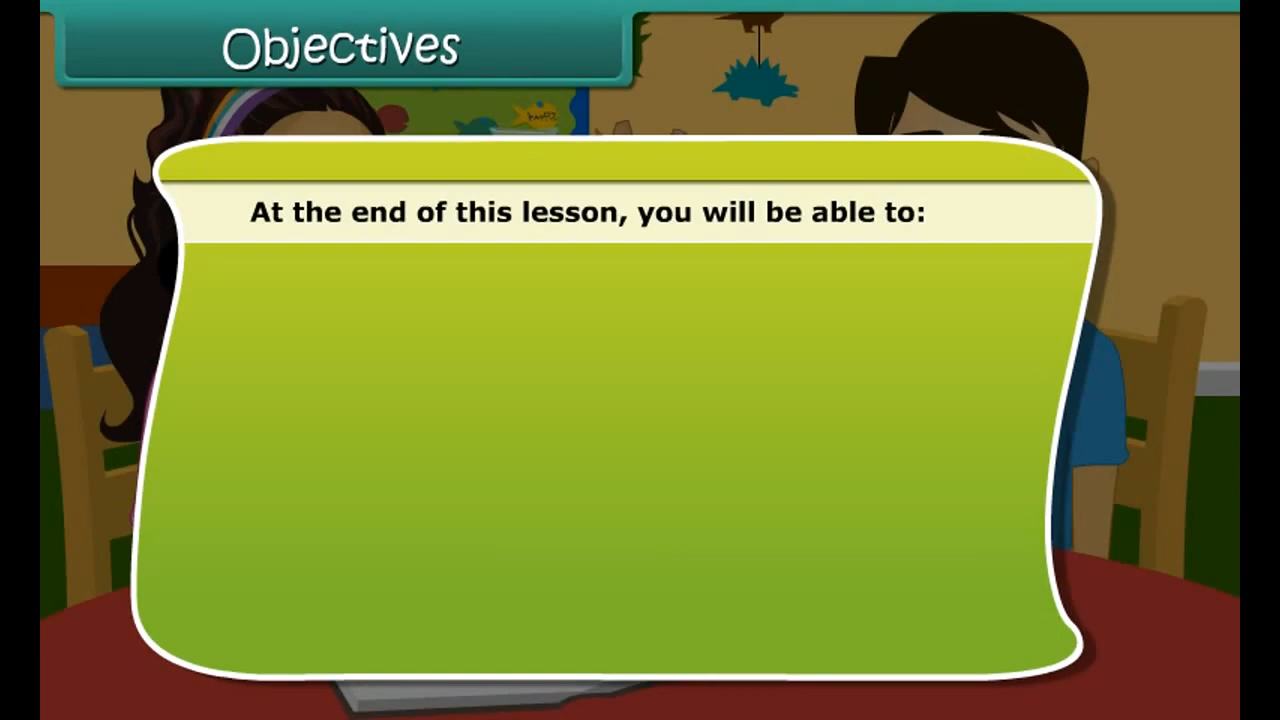 Objectives
At the end of this lesson, you will be able to: